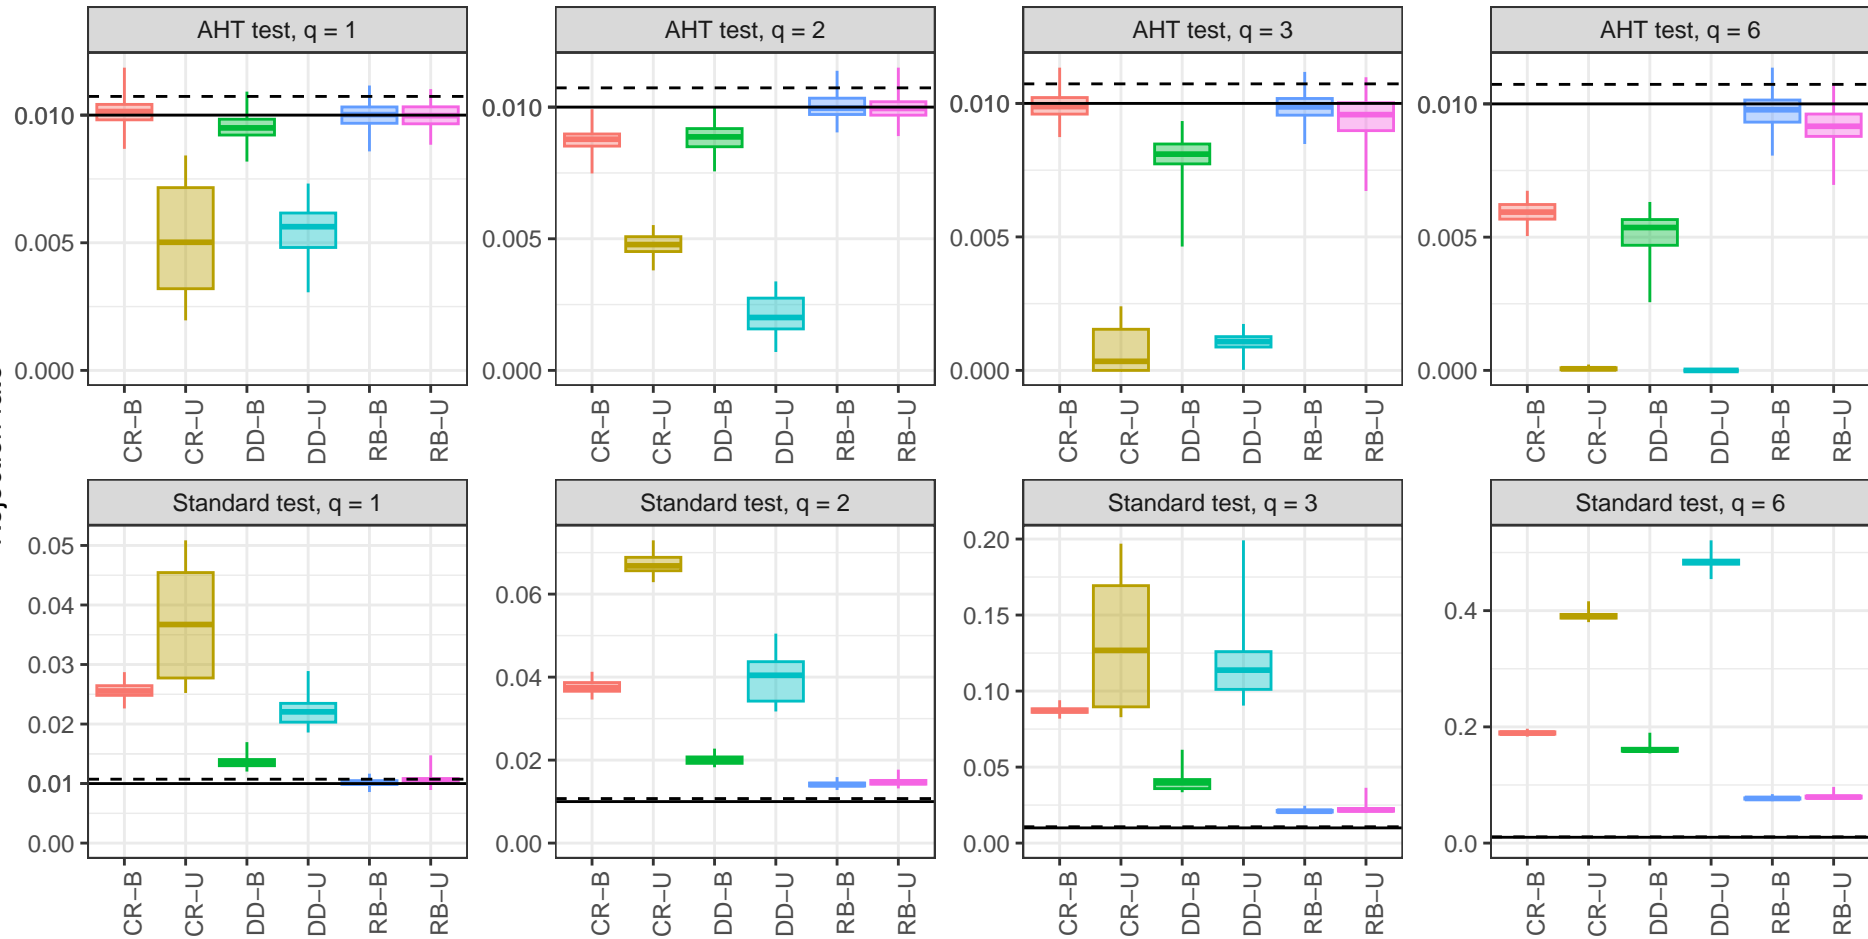 AHT test, q = 1
AHT test, q = 2
AHT test, q = 3
AHT test, q = 6
0.010
0.005
0.000
0.010
0.005
0.000
0.010
0.005
0.000
0.010
0.005
0.000
CR−B
CR−U
DD−B
DD−U
RB−B
RB−U
CR−B
CR−U
DD−B
DD−U
RB−B
RB−U
CR−B
CR−U
DD−B
DD−U
RB−B
RB−U
CR−B
CR−U
DD−B
DD−U
RB−B
RB−U
Standard test, q = 1
Standard test, q = 2
Standard test, q = 3
Standard test, q = 6
0.05
0.04
0.03
0.02
0.01
0.00
0.06
0.04
0.02
0.00
0.20
0.15
0.10
0.05
0.00
0.4
0.2
0.0
CR−B
CR−U
DD−B
DD−U
RB−B
RB−U
CR−B
CR−U
DD−B
DD−U
RB−B
RB−U
CR−B
CR−U
DD−B
DD−U
RB−B
RB−U
CR−B
CR−U
DD−B
DD−U
RB−B
RB−U